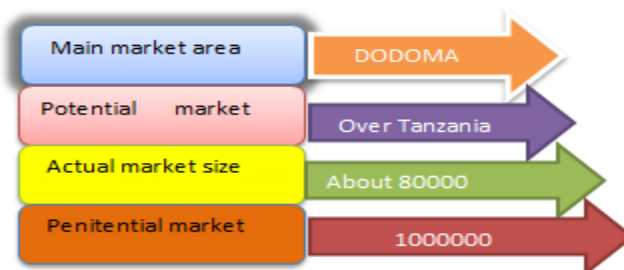 Main market area
DODOMA
Potential market
Over Tanzania
Actual market size
About 80000
Penitential market
1000000